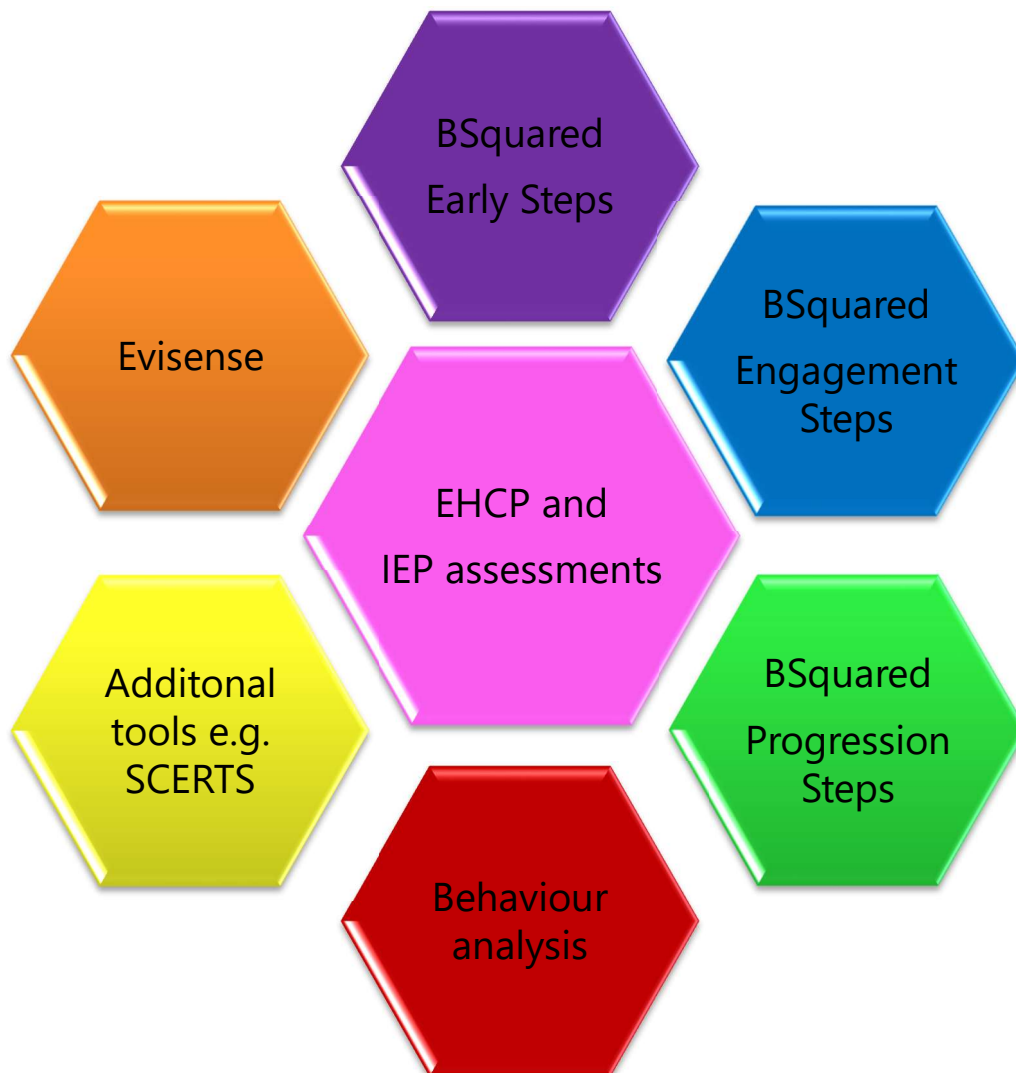 BSquared
Early Steps
Evisense
BSquared
Engagement
Steps
EHCP and
IEP assessments
Additonal
tools e.g.
SCERTS
BSquared
Progression
Steps
Behaviour
analysis